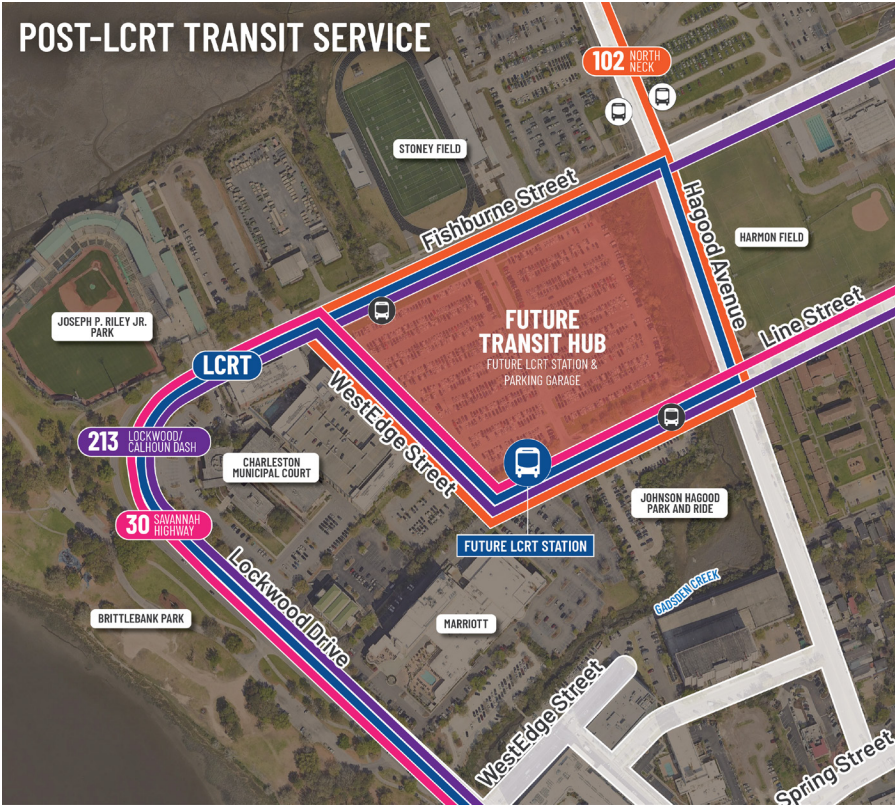 POST-LCRT TRANSIT SERVICE
102 NORTH
NECK
STONEY FIELD
Fishburne Street
Hagood Avenue
HARMON FIELD
JOSEPH P. RILEY JR.
PARK
FUTURE
TRANSIT HUB
FUTURE LCRT STATION &
PARKING GARAGE
Line Street
LCRT
WestEdge Street
213 LOCKWOOD/
CALHOUN DASH
CHARLESTON
MUNICIPAL COURT
JOHNSON HAGOOD
PARK AND RIDE
30 SAVANNAH
HIGHWAY
FUTURE LCRT STATION
Lockwood Drive
GADSDEN CREEK
BRITTLEBANK PARK
MARRIOTT
WestEdge Street
Spring Street